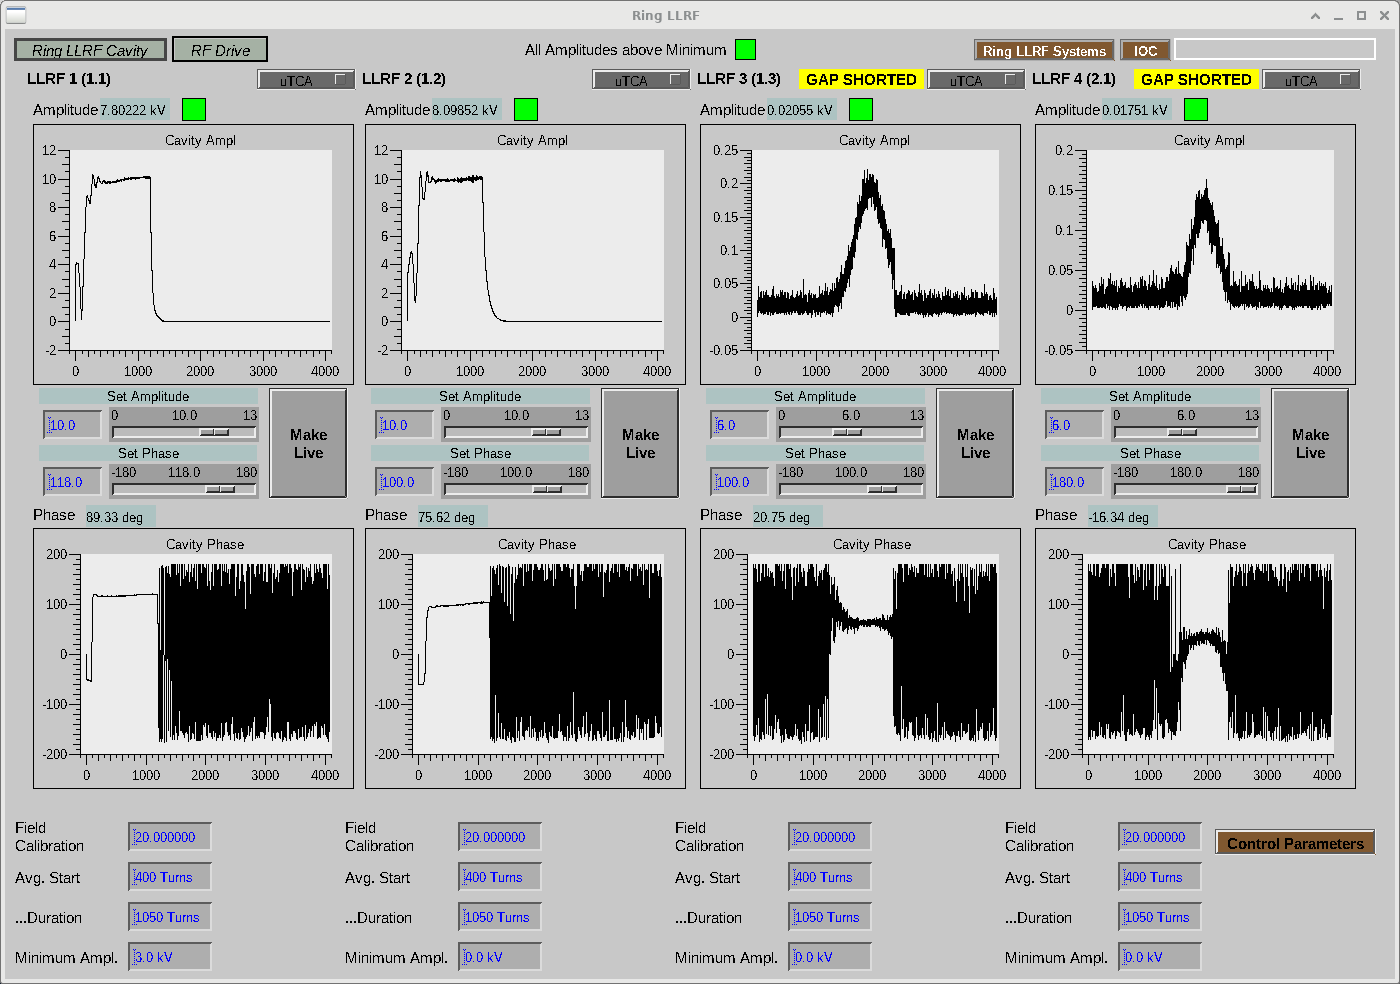 Ring LLRF
Ring LLRF Cavity RF Drive All Amplitudes above Minimum Ring LLRF Systems IOC
LLRF 1 (1.1) uTCA LLRF 2 (1.2) uTCA LLRF 3 (1.3) GAP SHORTED uTCA LLRF 4 (2.1) GAP SHORTED uTCA
Amplitude 7.80222 kV Amplitude 8.09852 kV Amplitude 0.02055 kV Amplitude 0.01751 kV
Cavity Ampl
12
10
8
6
4
2
0
-2
0 1000 2000 3000 4000
Cavity Ampl
12
10
8
6
4
2
0
-2
0 1000 2000 3000 4000
Cavity Ampl
0.25
0.2
0.15
0.1
0.05
0
-0.05
0 1000 2000 3000 4000
Cavity Ampl
0.2
0.15
0.1
0.05
0
-0.05
0 1000 2000 3000 4000
Set Amplitude
10.0 0 10.0 13
Set Phase
118.0 -180 118.0 180
Make
Live
Set Amplitude
10.0 0 10.0 13
Set Phase
100.0 -180 100.0 180
Make
Live
Set Amplitude
6.0 0 6.0 13
Set Phase
100.0 -180 100.0 180
Make
Live
Set Amplitude
6.0 0 6.0 13
Set Phase
180.0 -180 180.0 180
Make
Live
Phase 89.33 deg Phase 75.62 deg Phase 20.75 deg Phase -16.34 deg
Cavity Phase
200
100
0
-100
-200
0 1000 2000 3000 4000
Cavity Phase
200
100
0
-100
-200
0 1000 2000 3000 4000
Cavity Phase
200
100
0
-100
-200
0 1000 2000 3000 4000
Cavity Phase
200
100
0
-100
-200
0 1000 2000 3000 4000
Field
Calibration 20.000000
Avg. Start 400 Turns
...Duration 1050 Turns
Minimum Ampl. 3.0 kV
Field
Calibration 20.000000
Avg. Start 400 Turns
...Duration 1050 Turns
Minimum Ampl. 0.0 kV
Field
Calibration 20.000000
Avg. Start 400 Turns
...Duration 1050 Turns
Minimum Ampl. 0.0 kV
Field
Calibration 20.000000
Avg. Start 400 Turns
...Duration 1050 Turns
Minimum Ampl. 0.0 kV
Control Parameters